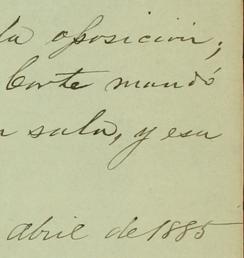 la oposición;
Corte mandó
sala, y esa
abril de 1885